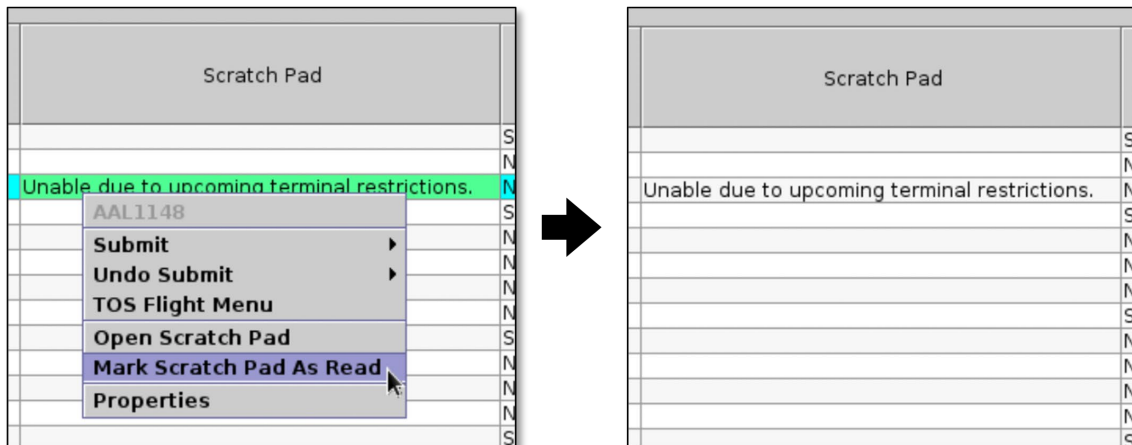 Scratch Pad
S
N
Unable due to upcoming terminal restrictions. N
AAL1148 S
N
Submit
N
Undo Submit N
TOS Flight Menu N
Open Scratch Pad S
Mark Scratch Pad As Read N
N
Properties
N
S
Scratch Pad
S
N
Unable due to upcoming terminal restrictions. N
S
N
N
N
S
N
N
N
N
S